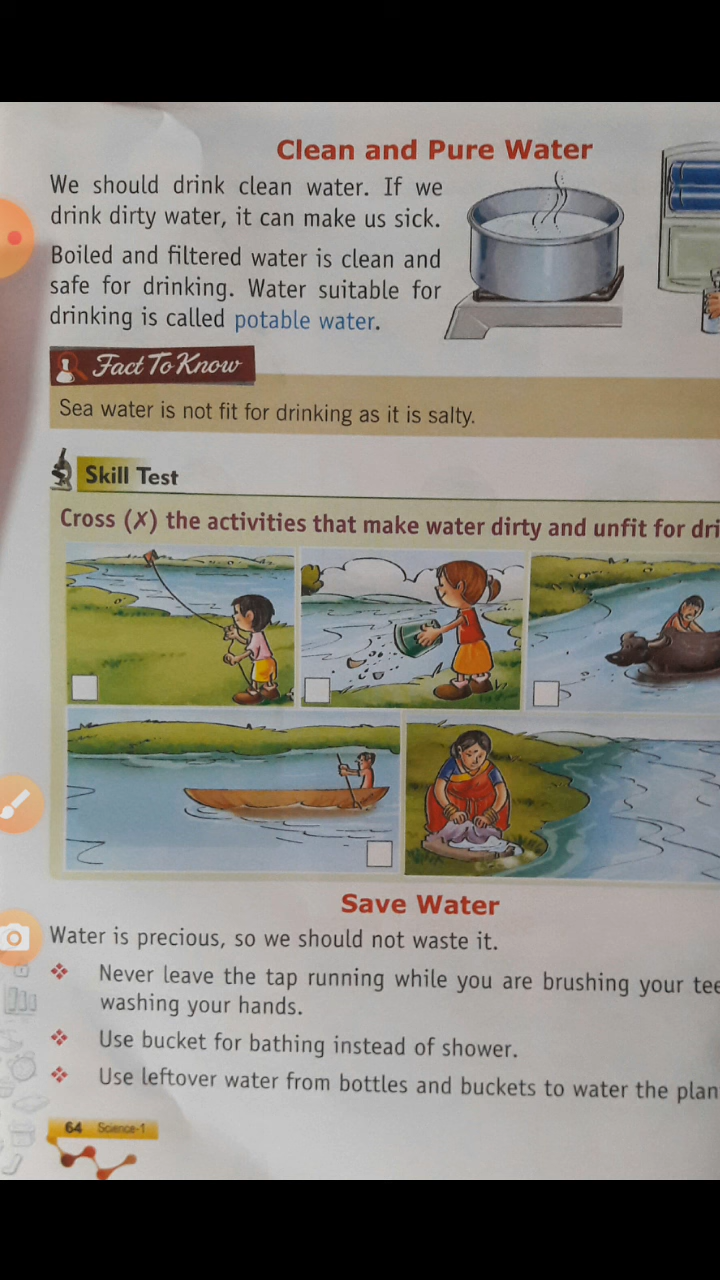 Clean and Pure Water
We should drink clean water. If we
drink dirty water, it can make us sick.
Boiled and filtered water is clean and
safe for drinking. Water suitable for
drinking is called potable water.
Fact To Know
Sea water is not fit for drinking as it is salty.
Skill Test
Cross (✗) the activities that make water dirty and unfit for dri
Save Water
Water is precious, so we should not waste it.
❖ Never leave the tap running while you are brushing your tee
washing your hands.
❖ Use bucket for bathing instead of shower.
❖ Use leftover water from bottles and buckets to water the plan
64 Science-1